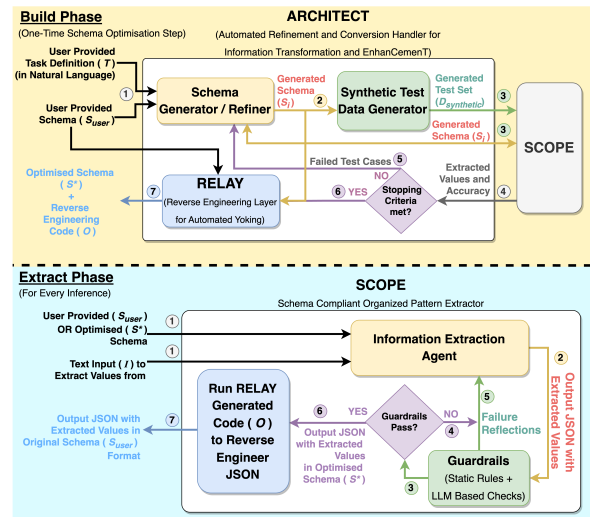 Build Phase
(One-Time Schema Optimisation Step)
ARCHITECT
(Automated Refinement and Conversion Handler for
Information Transformation and EnhanCemenT)
User Provided
Task Definition ( T )
(in Natural Language)
1
User Provided
Schema ( S_user )
Schema
Generator / Refiner
Generated
Schema
(S_i)
2
Synthetic Test
Data Generator
Generated
Test Set
(D_synthetic)
3
Generated Schema ( S_i )
3
SCOPE
Failed Test Cases
5
NO
Extracted
Values and
Accuracy
4
Stopping
Criteria
met?
6
YES
RELAY
(Reverse Engineering Layer
for Automated Yoking)
7
Optimised Schema
( S* )
+
Reverse
Engineering
Code ( O )
Extract Phase
(For Every Inference)
SCOPE
Schema Compliant Organized Pattern Extractor
User Provided ( S_user )
OR Optimised ( S* )
Schema
1
Text Input ( I ) to
Extract Values from
1
Information Extraction
Agent
2
Output JSON with
Extracted Values
5
Failure
Reflections
Guardrails
Pass?
NO
4
YES
6
Output JSON
with Extracted
Values
in Optimised
Schema ( S* )
3
Guardrails
(Static Rules +
LLM Based Checks)
Run RELAY
Generated
Code ( O )
to Reverse
Engineer
JSON
7
Output JSON with
Extracted Values in
Original Schema ( S_user )
Format